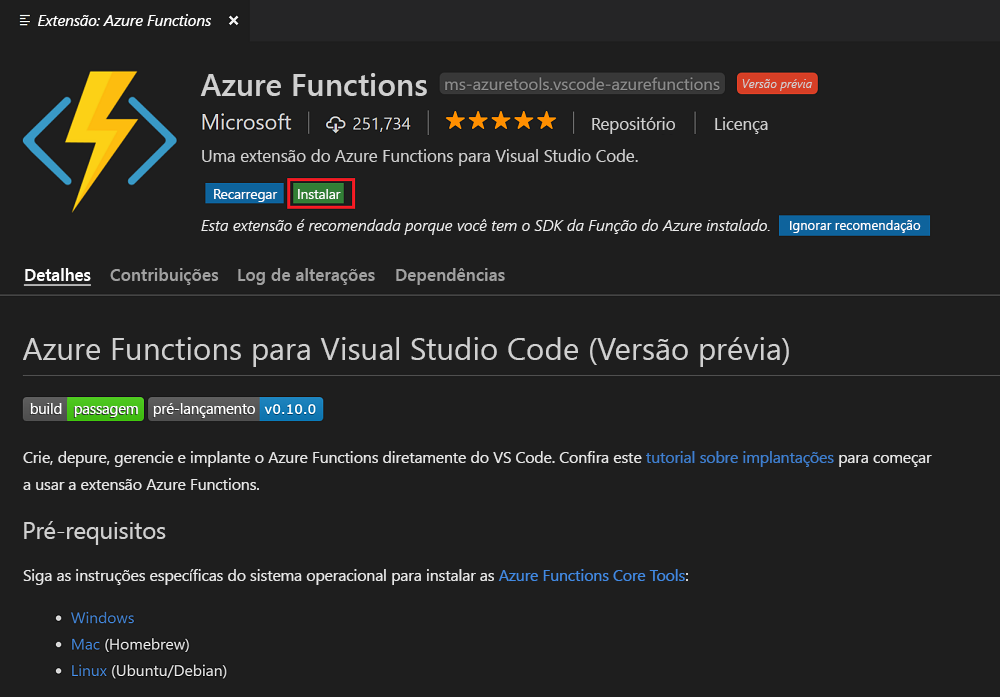 Extensão: Azure Functions
Azure Functions ms-azuretools.vscode-azurefunctions Versão prévia
Microsoft 251,734 Repositório Licença
Uma extensão do Azure Functions para Visual Studio Code.
Recarregar Instalar
Esta extensão é recomendada porque você tem o SDK da Função do Azure instalado. Ignorar recomendação
Detalhes Contribuições Log de alterações Dependências
Azure Functions para Visual Studio Code (Versão prévia)
build passagem pré-lançamento v0.10.0
Crie, depure, gerencie e implante o Azure Functions diretamente do VS Code. Confira este tutorial sobre implantações para começar
a usar a extensão Azure Functions.
Pré-requisitos
Siga as instruções específicas do sistema operacional para instalar as Azure Functions Core Tools:
• Windows
• Mac (Homebrew)
• Linux (Ubuntu/Debian)